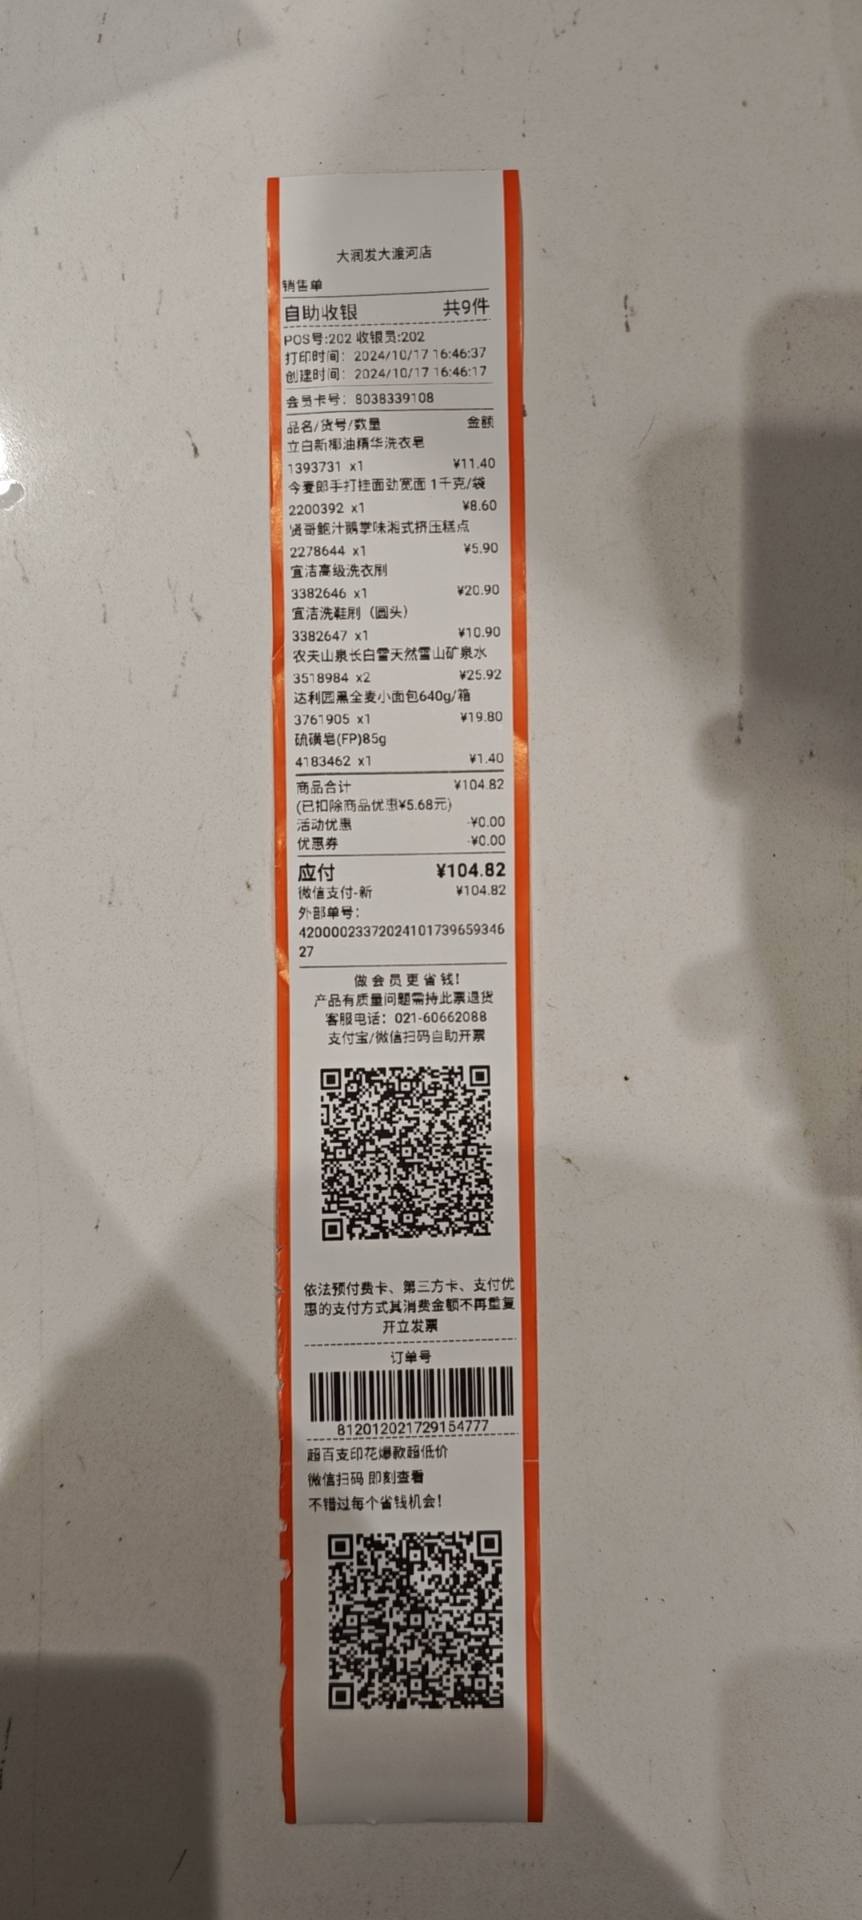 大润发大渡河店
销售单
自助收银 共9件
POS号:202 收银员:202
打印时间：2024/10/17 16:46:37
创建时间：2024/10/17 16:46:17
会员卡号：8038339108
品名/货号/数量 金额
立白新椰油精华洗衣皂
1393731 x1 ¥11.40
今麦郎手打挂面劲宽面1千克/袋
2200392 x1 ¥8.60
贤哥鲍汁鹅掌味湘式挤压糕点
2278644 x1 ¥5.90
宜洁高级洗衣刷
3382646 x1 ¥20.90
宜洁洗鞋刷（圆头）
3382647 x1 ¥10.90
农夫山泉长白雪天然雪山矿泉水
3518984 x2 ¥25.92
达利园黑全麦小面包640g/箱
3761905 x1 ¥19.80
硫磺皂(FP)85g
4183462 x1 ¥1.40
商品合计 ¥104.82
(已扣除商品优惠¥5.68元)
活动优惠 -¥0.00
优惠券 -¥0.00
应付 ¥104.82
微信支付-新 ¥104.82
外部单号：
42000023372024101739659346
27
做会员更省钱！
产品有质量问题需持此票退货
客服电话：021-60662088
支付宝/微信扫码自助开票
依法预付费卡、第三方卡、支付优
惠的支付方式其消费金额不再重复
开立发票
订单号
812012021729154777
超百支印花爆款超低价
微信扫码 即刻查看
不错过每个省钱机会！